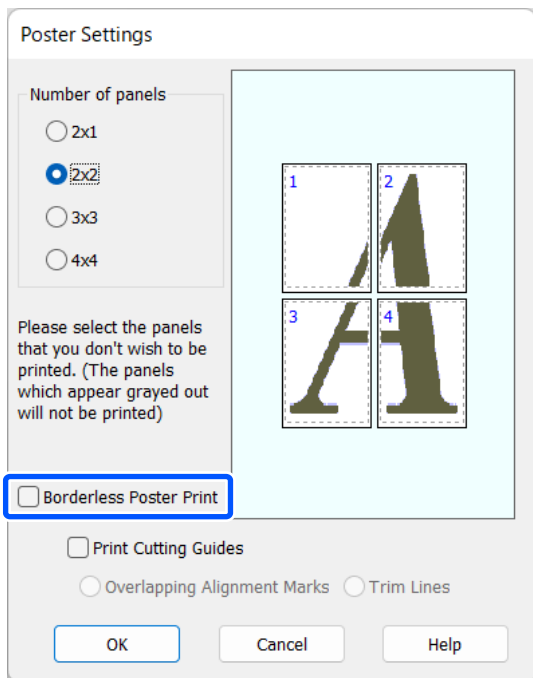 Poster Settings
Number of panels
2x1
2x2
3x3
4x4
1
2
3
4
A
Please select the panels
that you don't wish to be
printed. (The panels
which appear grayed out
will not be printed)
Borderless Poster Print
Print Cutting Guides
Overlapping Alignment Marks
Trim Lines
OK
Cancel
Help